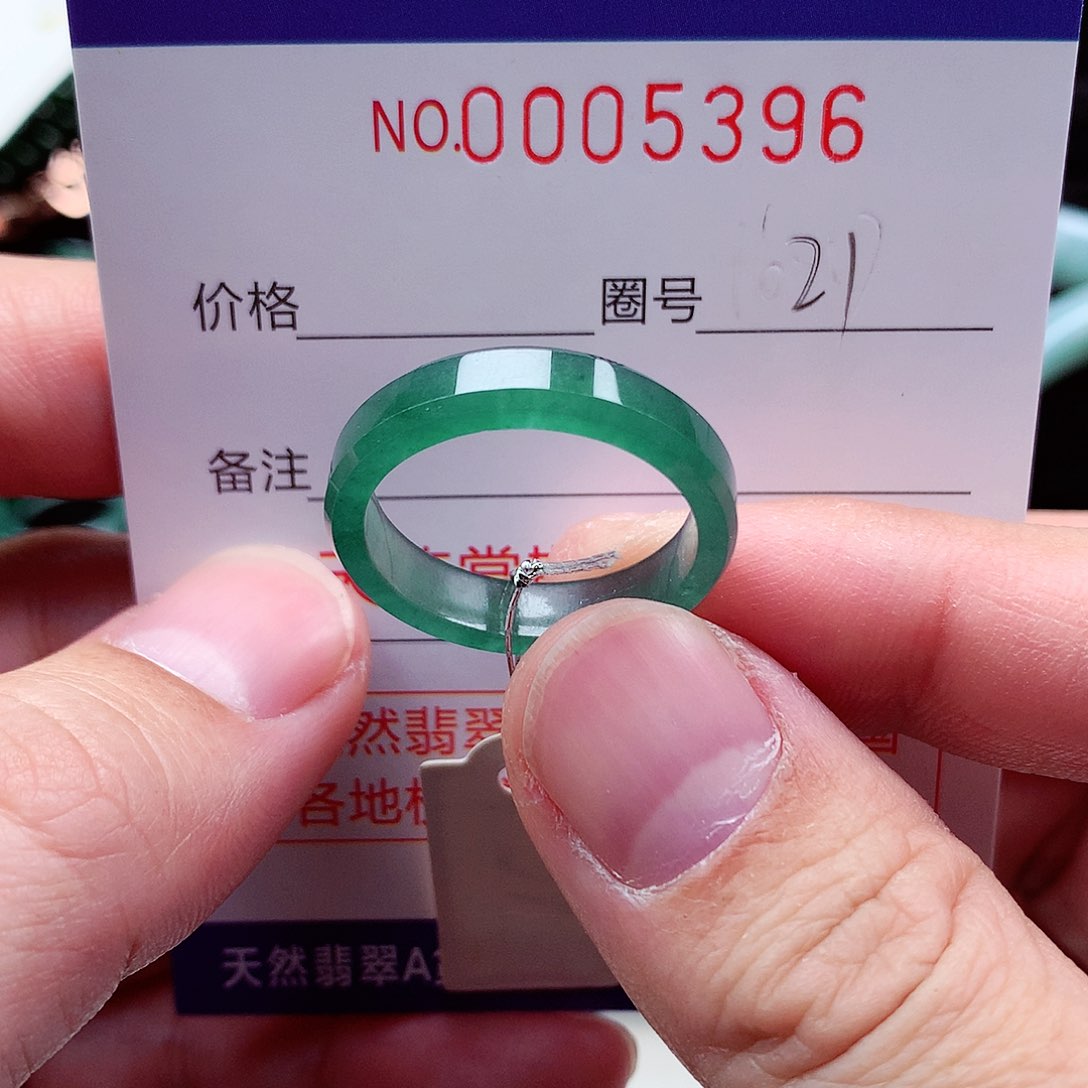 NO.0005396
价格 圈号 21
备注
然翡翠
各地
天然翡翠A